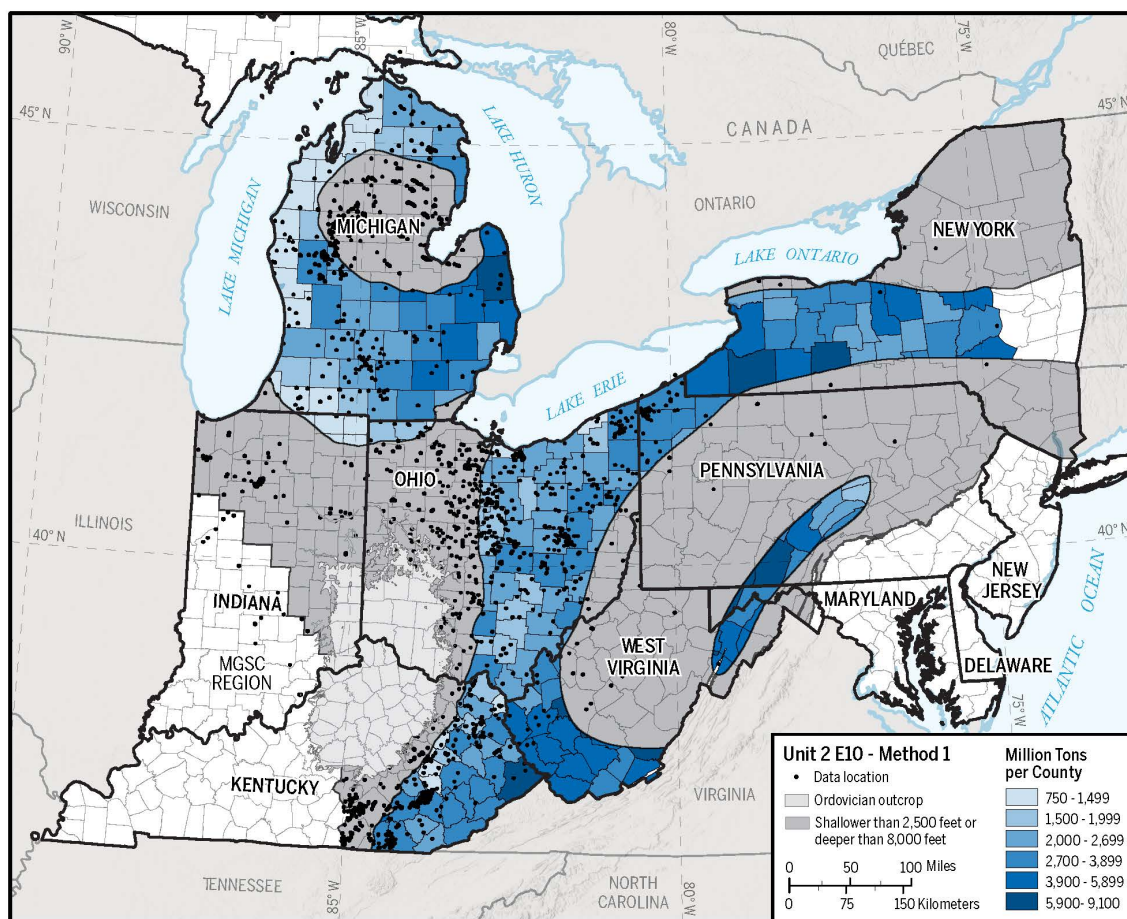 90° W
85° W
80° W
75° W
QUÉBEC
45° N
45° N
CANADA
LAKE HURON
WISCONSIN
ONTARIO
MICHIGAN
NEW YORK
LAKE MICHIGAN
LAKE ONTARIO
LAKE ERIE
PENNSYLVANIA
OHIO
ILLINOIS
40° N
40° N
NEW
JERSEY
INDIANA
MARYLAND
WEST
VIRGINIA
MGSC
REGION
DELAWARE
ATLANTIC OCEAN
75° W
KENTUCKY
VIRGINIA
TENNESSEE
85° W
NORTH
CAROLINA
80° W
Unit 2 E10 - Method 1
Data location
Ordovician outcrop
Shallower than 2,500 feet or
deeper than 8,000 feet
0 50 100 Miles
0 75 150 Kilometers
Million Tons
per County
750 - 1,499
1,500 - 1,999
2,000 - 2,699
2,700 - 3,899
3,900 - 5,899
5,900 - 9,100